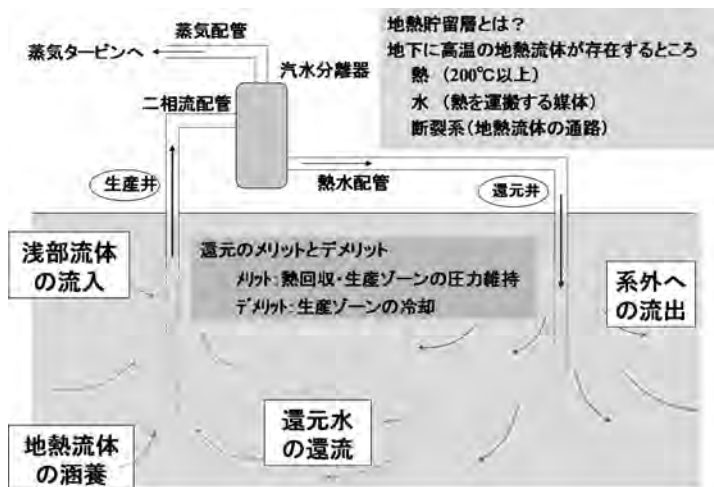 蒸気配管
蒸気タービンへ
汽水分離器
二相流配管
地熱貯留層とは？
地下に高温の地熱流体が存在するところ
熱 （200℃以上）
水 （熱を運搬する媒体）
断裂系（地熱流体の通路）
生産井
熱水配管
還元井
浅部流体
の流入
還元のメリットとデメリット
ﾒﾘｯﾄ：熱回収・生産ゾーンの圧力維持
ﾃﾞﾒﾘｯﾄ：生産ゾーンの冷却
系外へ
の流出
還元水
の還流
地熱流体
の涵養